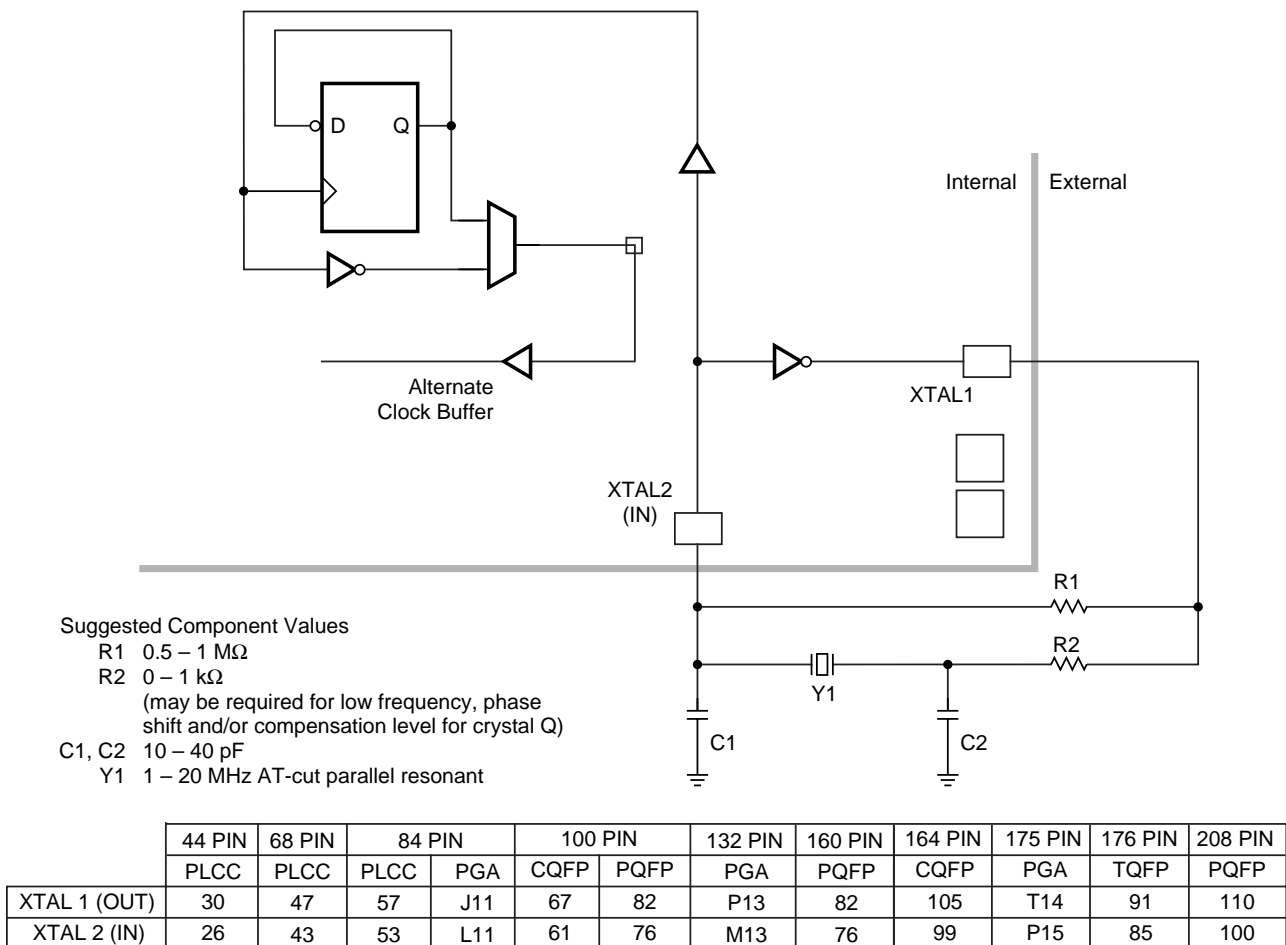 D Q
Internal External
Alternate
Clock Buffer
XTAL1
XTAL2
(IN)
R1
R2
Y1
C1
C2
Suggested Component Values
R1 0.5 – 1 MΩ
R2 0 – 1 kΩ
(may be required for low frequency, phase
shift and/or compensation level for crystal Q)
C1, C2 10 – 40 pF
Y1 1 – 20 MHz AT-cut parallel resonant
44 PIN 68 PIN 84 PIN 100 PIN 132 PIN 160 PIN 164 PIN 175 PIN 176 PIN 208 PIN
PLCC PLCC PLCC PGA CQFP PQFP PGA PQFP CQFP PGA TQFP PQFP
XTAL 1 (OUT) 30 47 57 J11 67 82 P13 82 105 T14 91 110
XTAL 2 (IN) 26 43 53 L11 61 76 M13 76 99 P15 85 100